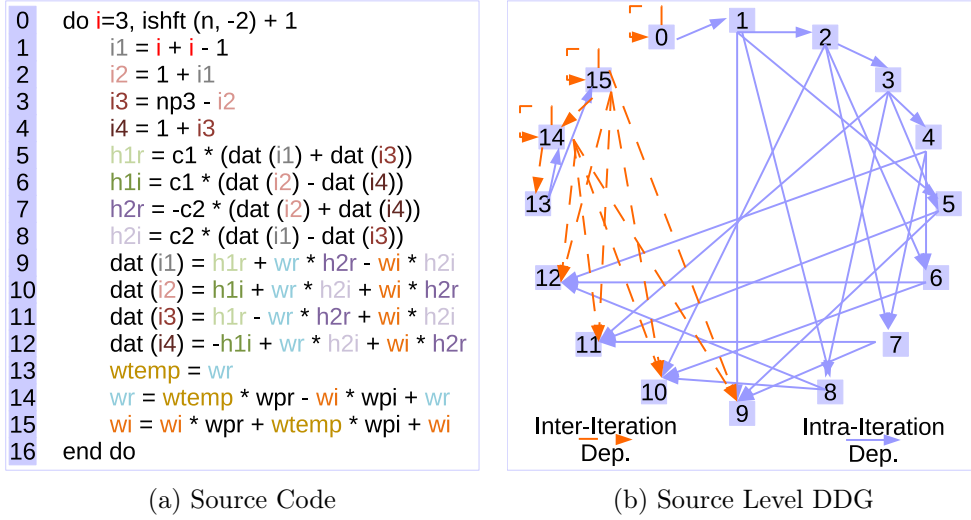 0 do i=3, ishft (n, -2) + 1
1 i1 = i + i - 1
2 i2 = 1 + i1
3 i3 = np3 - i2
4 i4 = 1 + i3
5 h1r = c1 * (dat (i1) + dat (i3))
6 h1i = c1 * (dat (i2) - dat (i4))
7 h2r = -c2 * (dat (i2) + dat (i4))
8 h2i = c2 * (dat (i1) - dat (i3))
9 dat (i1) = h1r + wr * h2r - wi * h2i
10 dat (i2) = h1i + wr * h2i + wi * h2r
11 dat (i3) = h1r - wr * h2r + wi * h2i
12 dat (i4) = -h1i + wr * h2i + wi * h2r
13 wtemp = wr
14 wr = wtemp * wpr - wi * wpi + wr
15 wi = wi * wpr + wtemp * wpi + wi
16 end do
(a) Source Code
0
1
2
3
4
5
6
7
8
9
10
11
12
13
14
15
Inter-Iteration
Dep.
Intra-Iteration
Dep.
(b) Source Level DDG